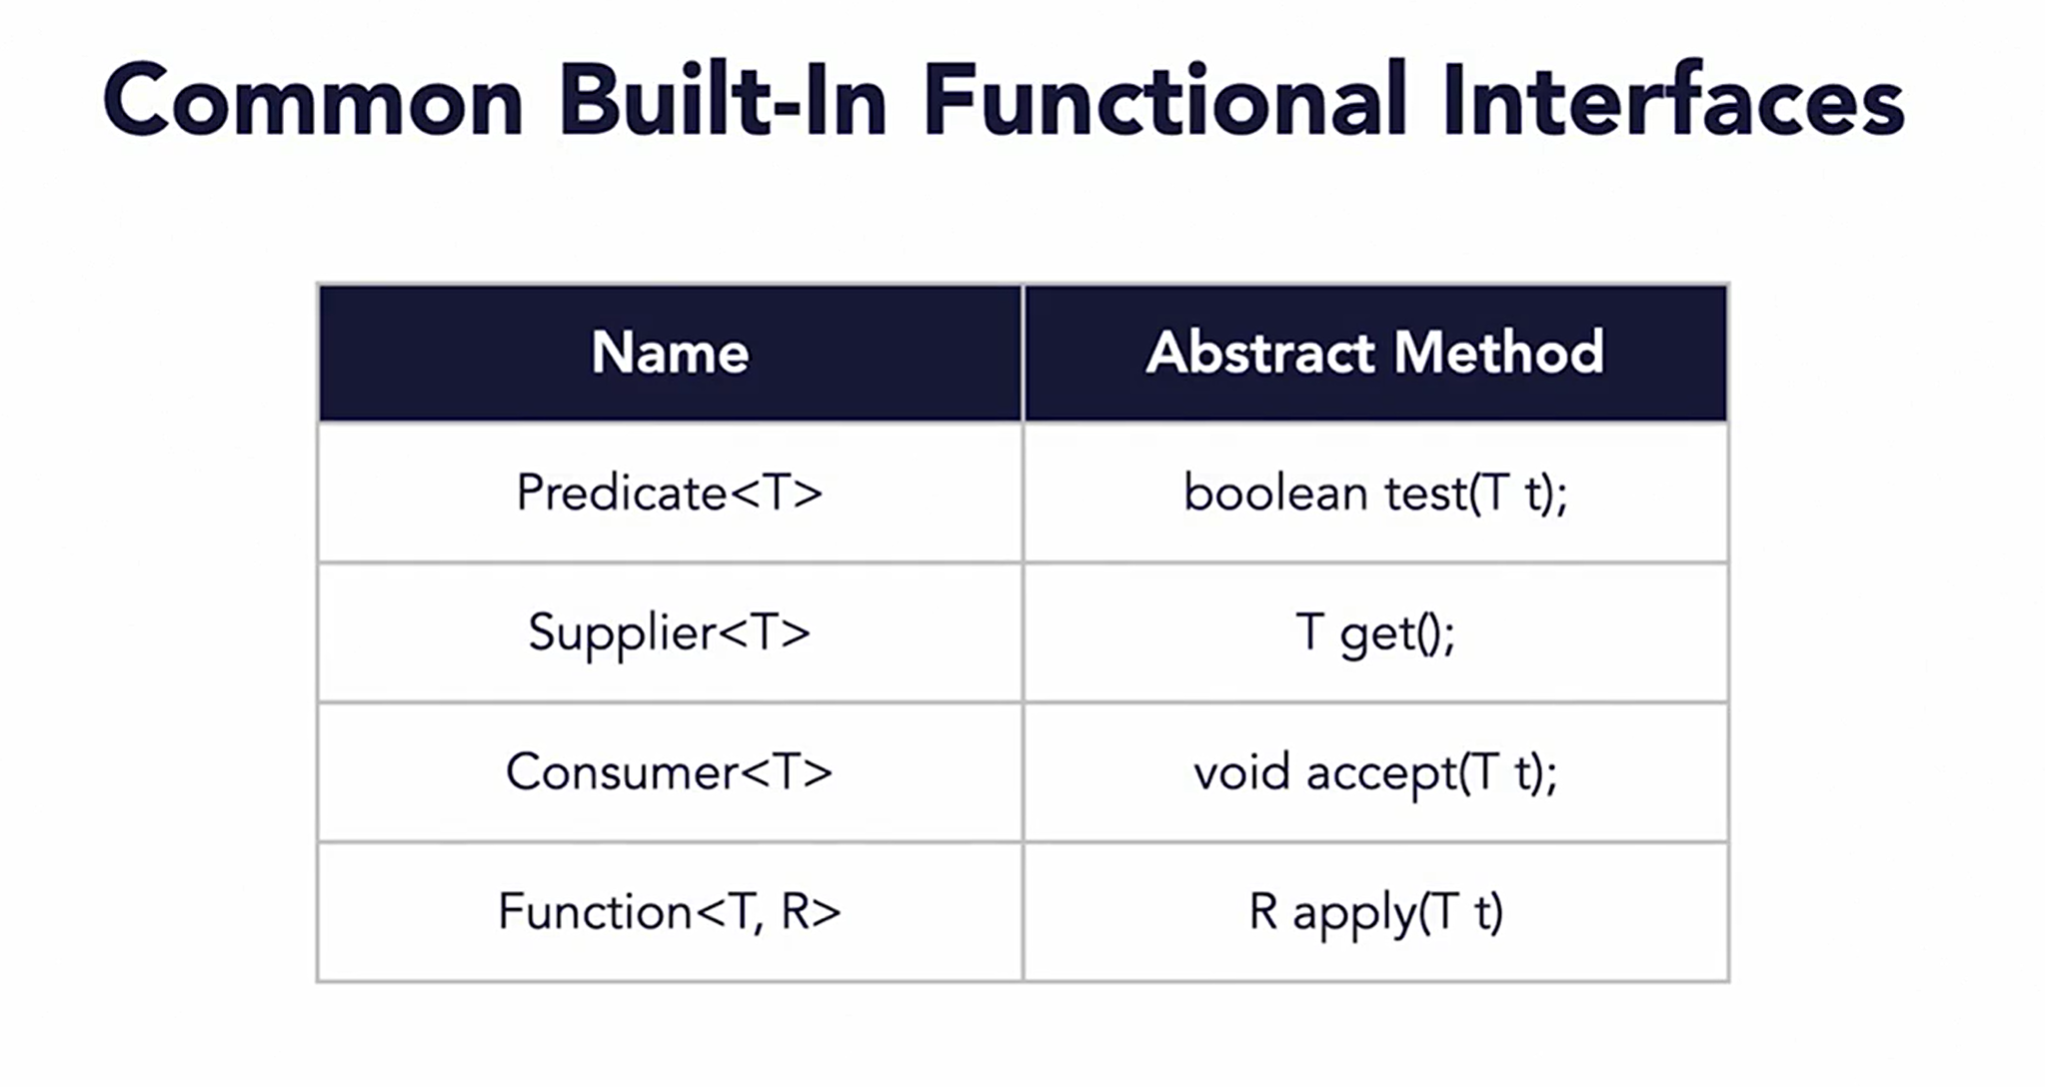 Common Built-In Functional Interfaces
Name Abstract Method
Predicate<T> boolean test(T t);
Supplier<T> T get();
Consumer<T> void accept(T t);
Function<T, R> R apply(T t)